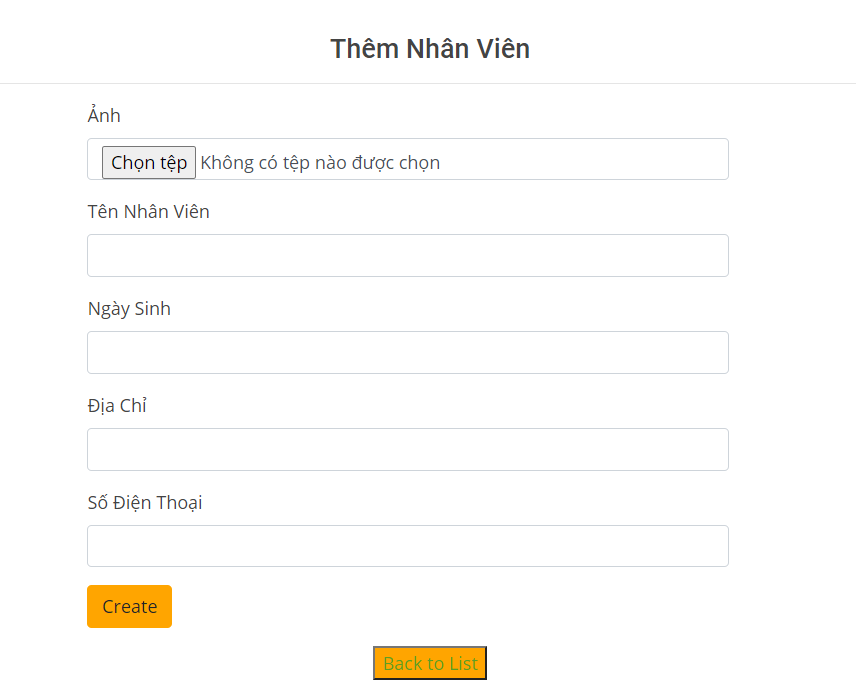 Thêm Nhân Viên
Ảnh
Chọn tệp Không có tệp nào được chọn
Tên Nhân Viên
Ngày Sinh
Địa Chỉ
Số Điện Thoại
Create
Back to List